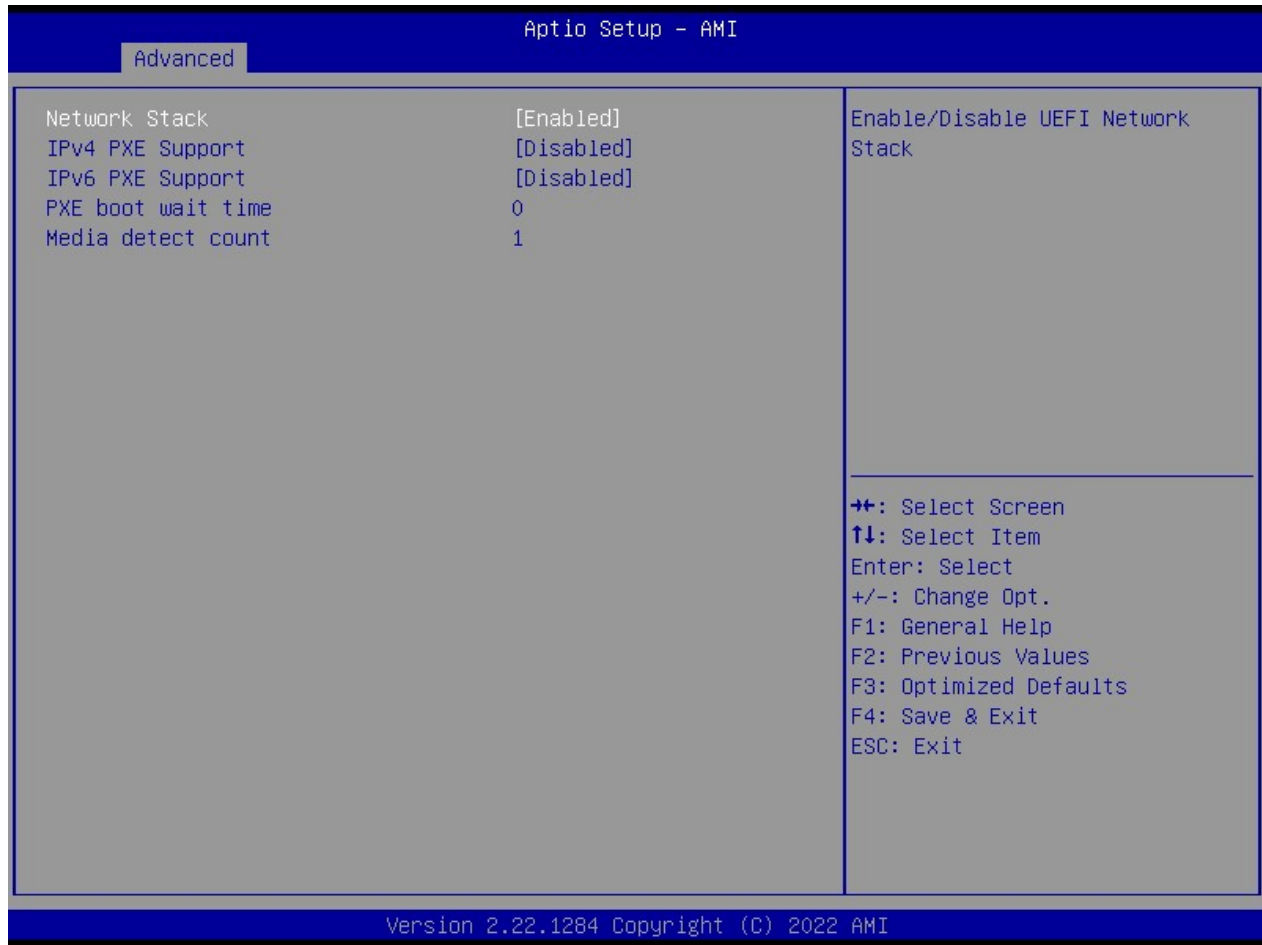 Aptio Setup – AMI
Advanced
Network Stack [Enabled]
IPv4 PXE Support [Disabled]
IPv6 PXE Support [Disabled]
PXE boot wait time 0
Media detect count 1
Enable/Disable UEFI Network
Stack
→←: Select Screen
↑↓: Select Item
Enter: Select
+/-: Change Opt.
F1: General Help
F2: Previous Values
F3: Optimized Defaults
F4: Save & Exit
ESC: Exit
Version 2.22.1284 Copyright (C) 2022 AMI